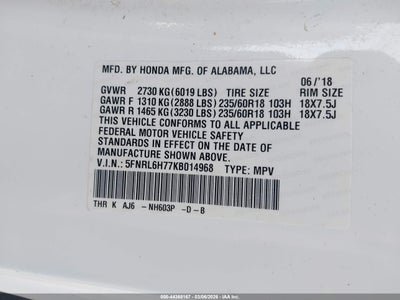 MFD. BY HONDA MFG. OF ALABAMA, LLC 06/'18
GVWR 2730 KG (6019 LBS) TIRE SIZE RIM SIZE
GAWR F 1310 KG (2888 LBS) 235/60R18 103H 18X7.5J
GAWR R 1465 KG (3230 LBS) 235/60R18 103H 18X7.5J
THIS VEHICLE CONFORMS TO ALL APPLICABLE
FEDERAL MOTOR VEHICLE SAFETY
STANDARDS IN EFFECT ON THE DATE OF
MANUFACTURE SHOWN ABOVE.
V.I.N.: 5FNRL6H77KB014968 TYPE: MPV
THR K AJ6 -NH603P -D-B